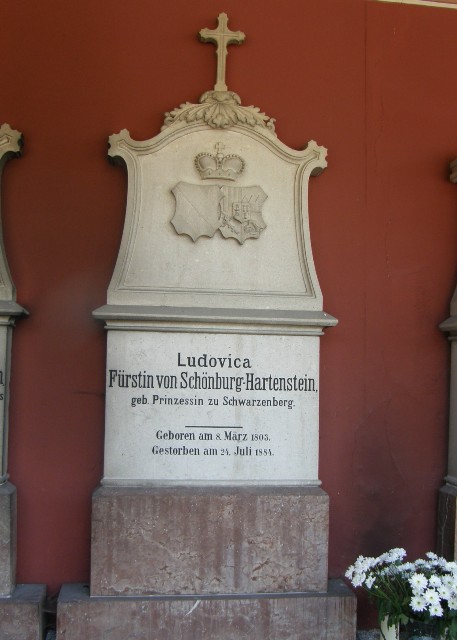 Ludovica
Fürstin von Schönburg-Hartenstein,
geb. Prinzessin zu Schwarzenberg.
Geboren am 8. März 1803.
Gestorben am 24. Juli 1884.